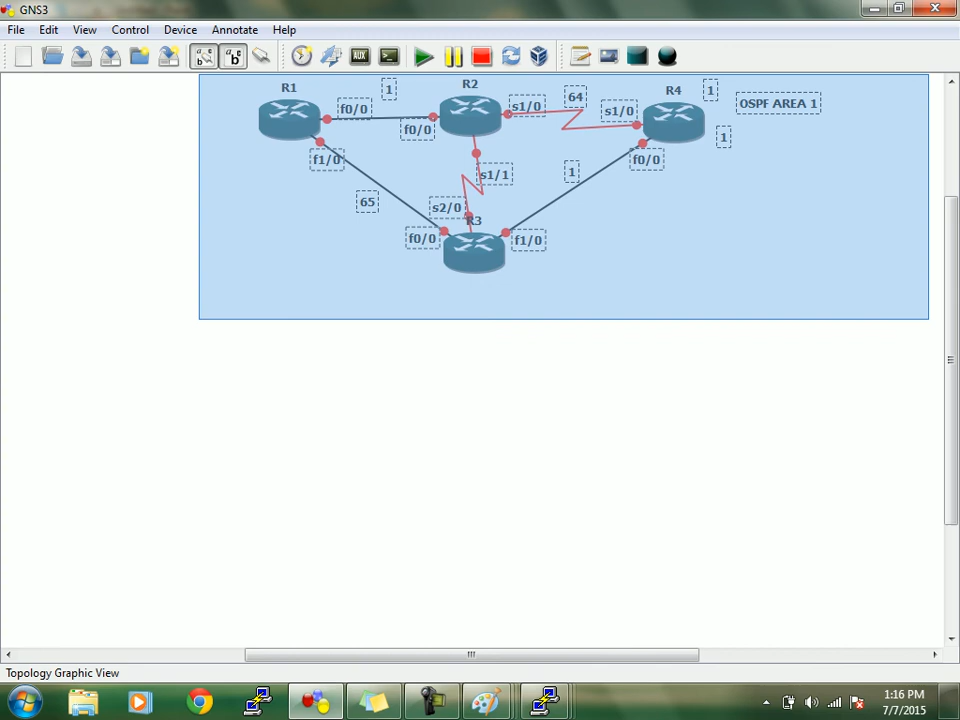 GNS3
File Edit View Control Device Annotate Help
AUX
R1
1
R2
64
R4
1
OSPF AREA 1
f0/0
s1/0
s1/0
f0/0
1
f1/0
s1/1
1
f0/0
65
s2/0
R3
f0/0
f1/0
Topology Graphic View
1:16 PM
7/7/2015